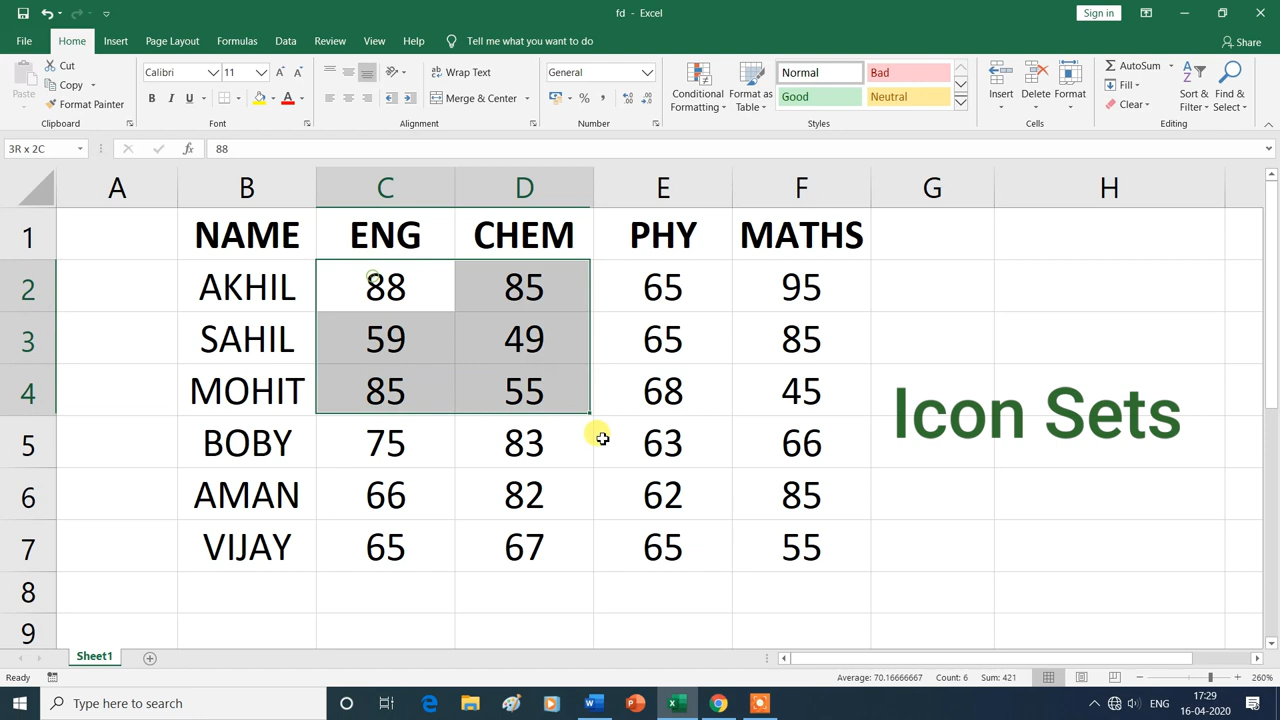 fd - Excel
Sign in
File Home Insert Page Layout Formulas Data Review View Help Tell me what you want to do Share
Paste
Cut
Copy
Format Painter
Clipboard
Calibri 11
B I U
Font
Wrap Text
Merge & Center
Alignment
General
Number
Conditional Formatting
Format as Table
Normal Bad
Good Neutral
Styles
Insert Delete Format
Cells
AutoSum
Fill
Clear
Sort & Filter
Find & Select
Editing
3R x 2C fx 88
A B C D E F G H
1 NAME ENG CHEM PHY MATHS
2 AKHIL 88 85 65 95
3 SAHIL 59 49 65 85
4 MOHIT 85 55 68 45
Icon Sets
5 BOBY 75 83 63 66
6 AMAN 66 82 62 85
7 VIJAY 65 67 65 55
8
9
Sheet1
Ready Average: 70.16666667 Count: 6 Sum: 421 260%
Type here to search
ENG
17:29
16-04-2020